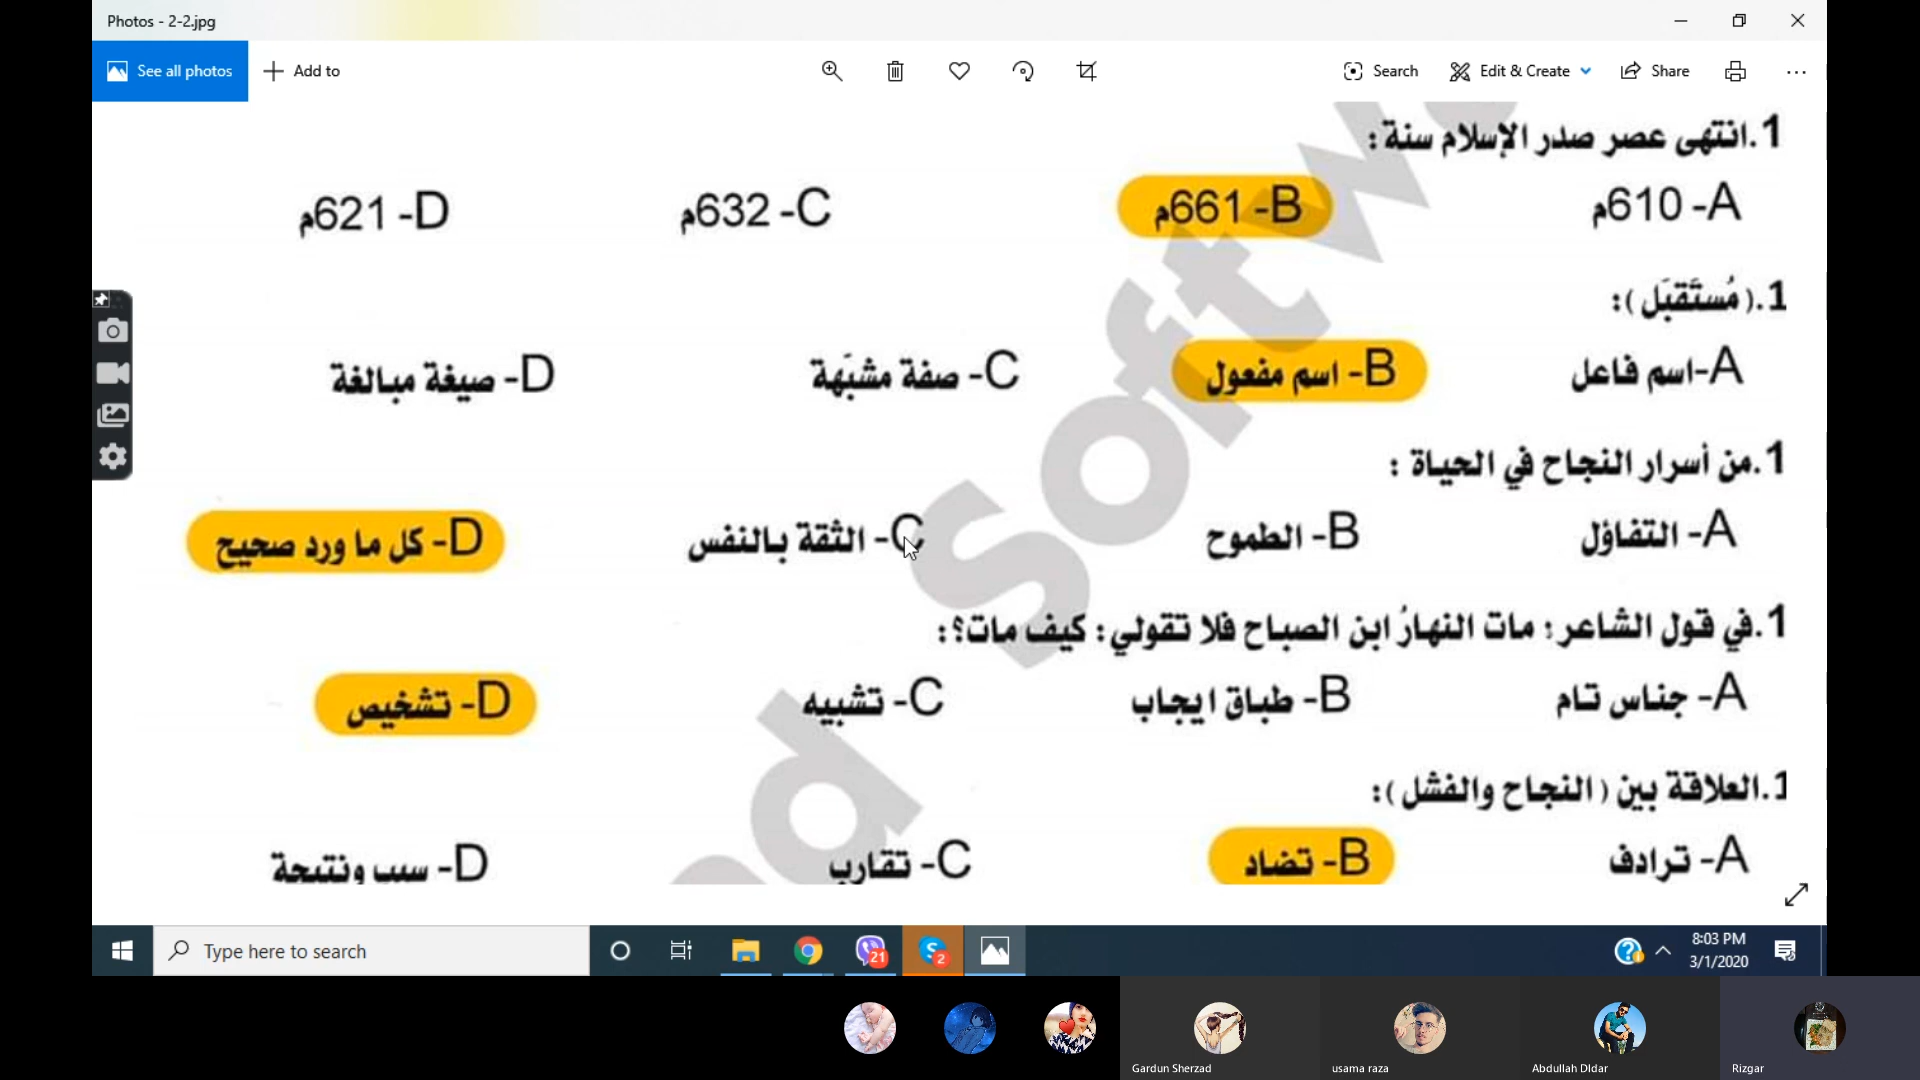 Photos - 2-2.jpg
See all photos
Add to
Search
Edit & Create
Share
1.انتهى عصر صدر الإسلام سنة :
A- 610م B- 661م C- 632م D- 621م
1.( مُستَقبَل ):
A-اسم فاعل B- اسم مفعول C- صفة مشبَهة D- صيغة مبالغة
1.من أسرار النجاح في الحياة :
A- التفاؤل B- الطموح C- الثقة بالنفس D- كل ما ورد صحيح
1.في قول الشاعر: مات النهارُ ابن الصباح فلا تقولي: كيف مات؟:
A- جناس تام B- طباق ايجاب C- تشبيه D- تشخيص
1.العلاقة بين ( النجاح والفشل ):
A- ترادف B- تضاد C- تقارب D- سبب ونتيجة
Soft
Type here to search
21
2
8:03 PM
3/1/2020
Gardun Sherzad
usama raza
Abdullah Dldar
Rizgar